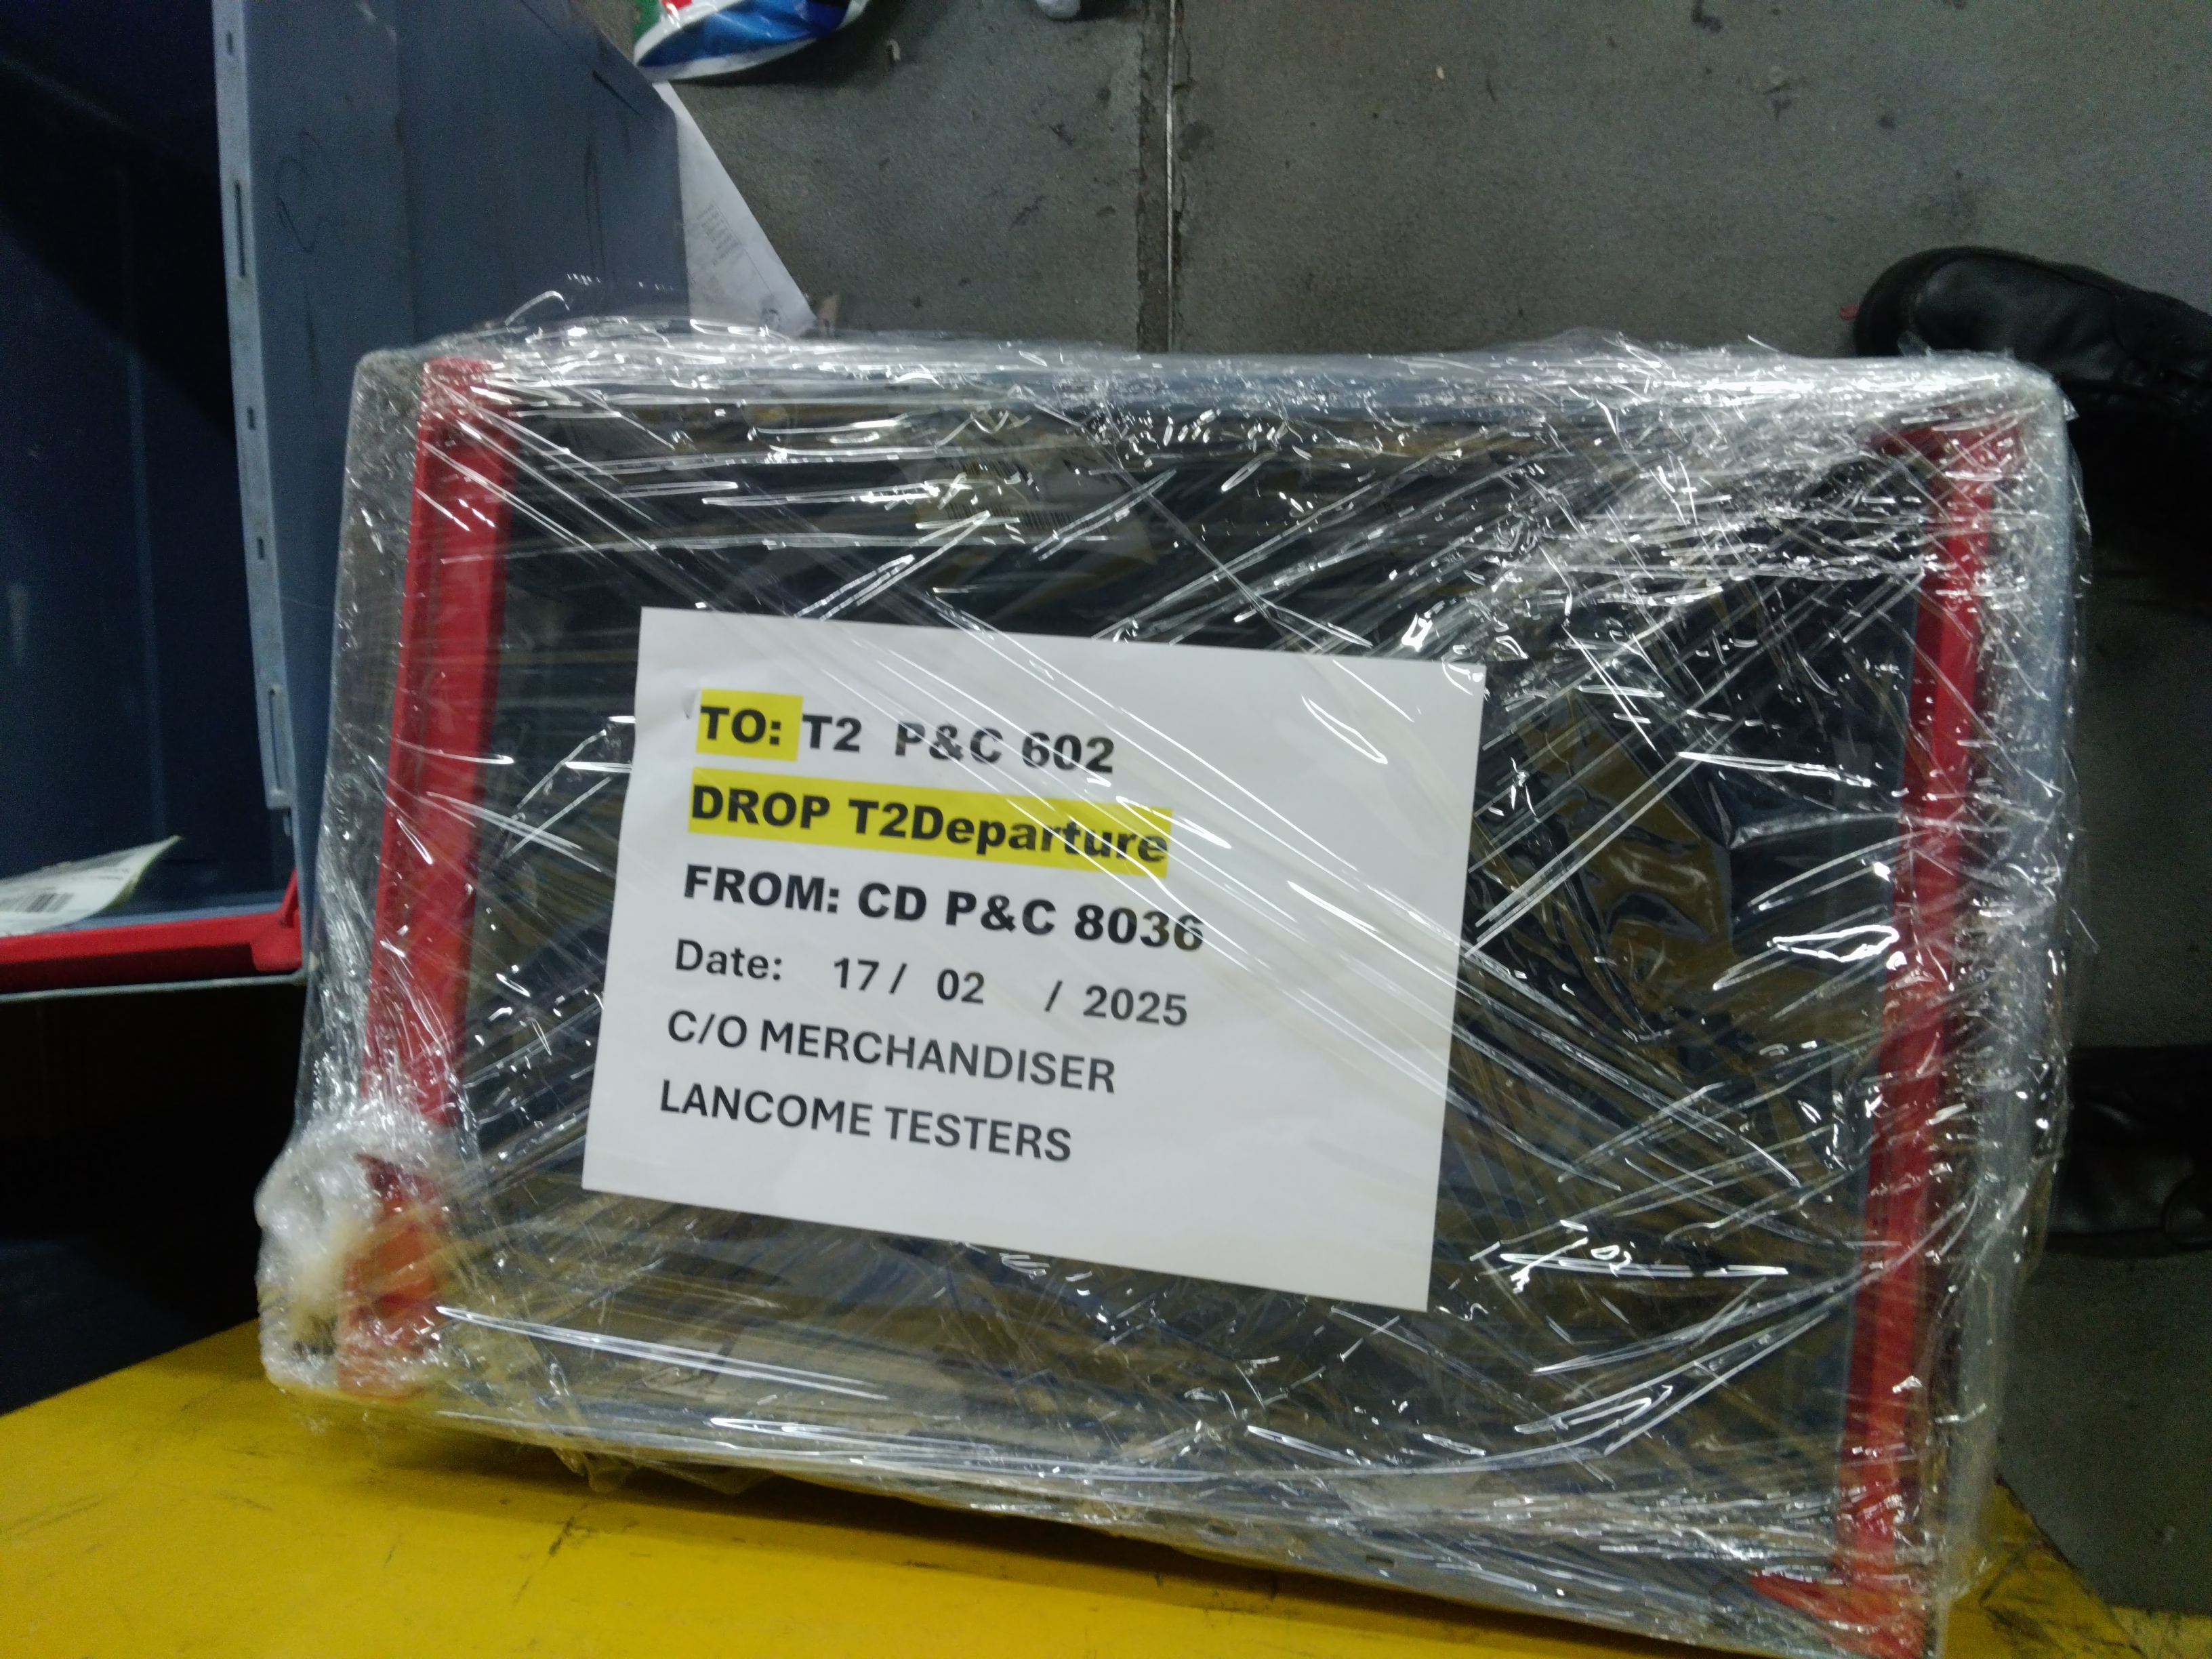 TO: T2 P&C 602
DROP T2Departure
FROM: CD P&C 8036
Date: 17 / 02 / 2025
C/O MERCHANDISER
LANCOME TESTERS